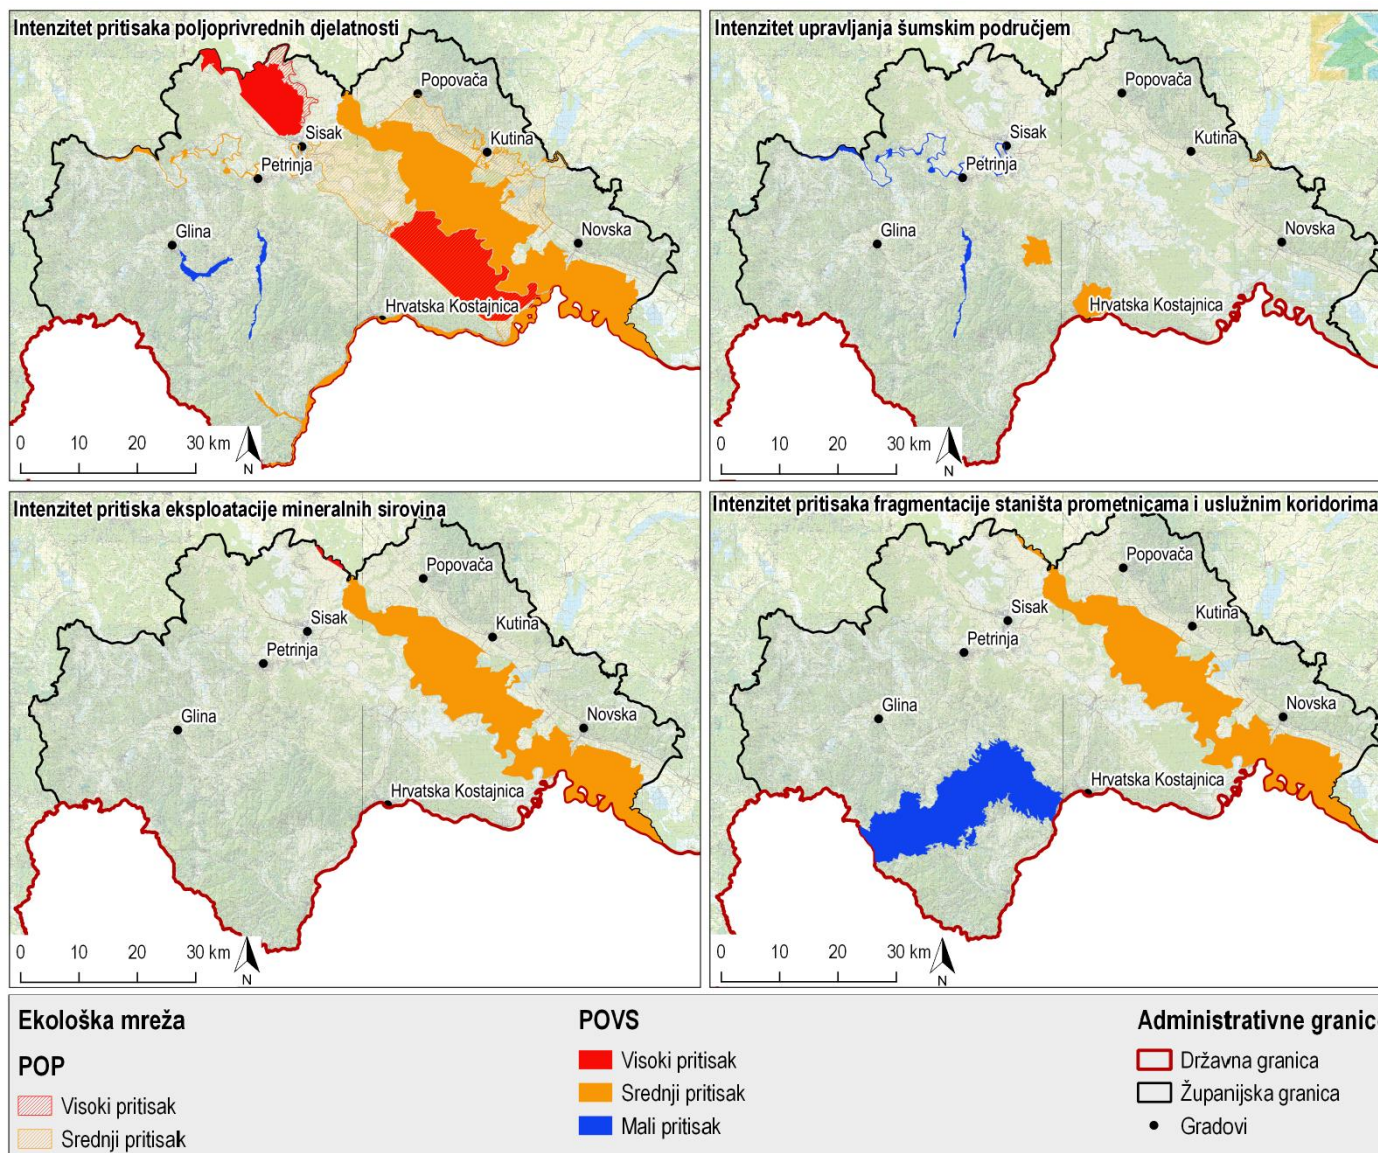 Intenzitet pritisaka poljoprivrednih djelatnosti
Popovača
Sisak
Kutina
Petrinja
Glina
Novska
Hrvatska Kostajnica
0 10 20 30 km
N
Intenzitet upravljanja šumskim područjem
Popovača
Sisak
Kutina
Petrinja
Glina
Novska
Hrvatska Kostajnica
0 10 20 30 km
N
Intenzitet pritiska eksploatacije mineralnih sirovina
Popovača
Sisak
Kutina
Petrinja
Glina
Novska
Hrvatska Kostajnica
0 10 20 30 km
N
Intenzitet pritisaka fragmentacije staništa prometnicama i uslužnim koridorima
Popovača
Sisak
Kutina
Petrinja
Glina
Novska
Hrvatska Kostajnica
0 10 20 30 km
N
Ekološka mreža
POP
Visoki pritisak
Srednji pritisak
POVS
Visoki pritisak
Srednji pritisak
Mali pritisak
Administrativne granic
Državna granica
Županijska granica
Gradovi